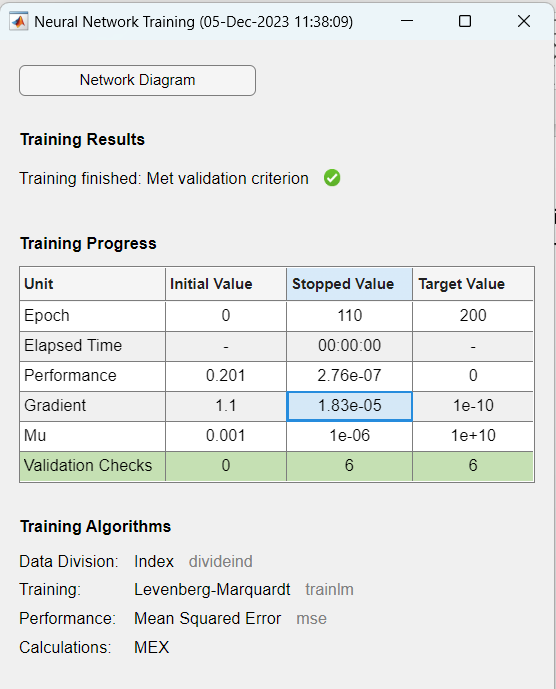 Neural Network Training (05-Dec-2023 11:38:09)
Network Diagram
Training Results
Training finished: Met validation criterion
Training Progress
Unit Initial Value Stopped Value Target Value
Epoch 0 110 200
Elapsed Time - 00:00:00 -
Performance 0.201 2.76e-07 0
Gradient 1.1 1.83e-05 1e-10
Mu 0.001 1e-06 1e+10
Validation Checks 0 6 6
Training Algorithms
Data Division: Index divideind
Training: Levenberg-Marquardt trainlm
Performance: Mean Squared Error mse
Calculations: MEX